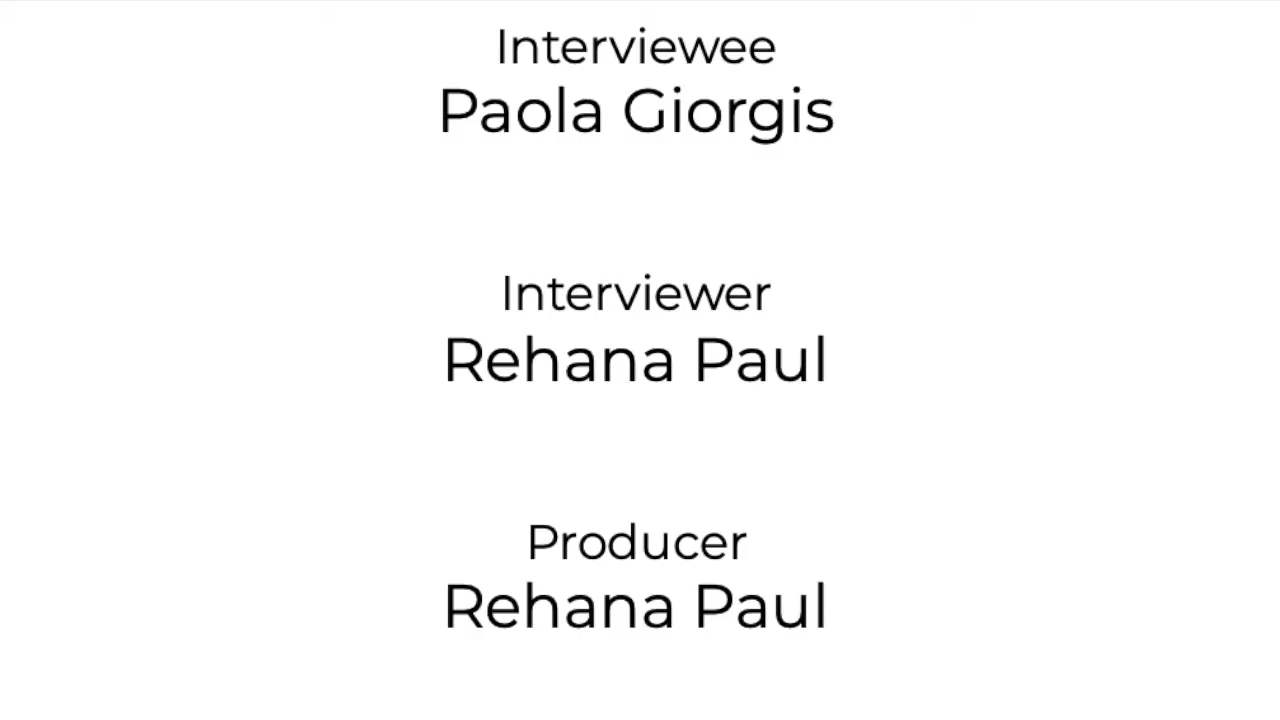 Interviewee
Paola Giorgis
Interviewer
Rehana Paul
Producer
Rehana Paul